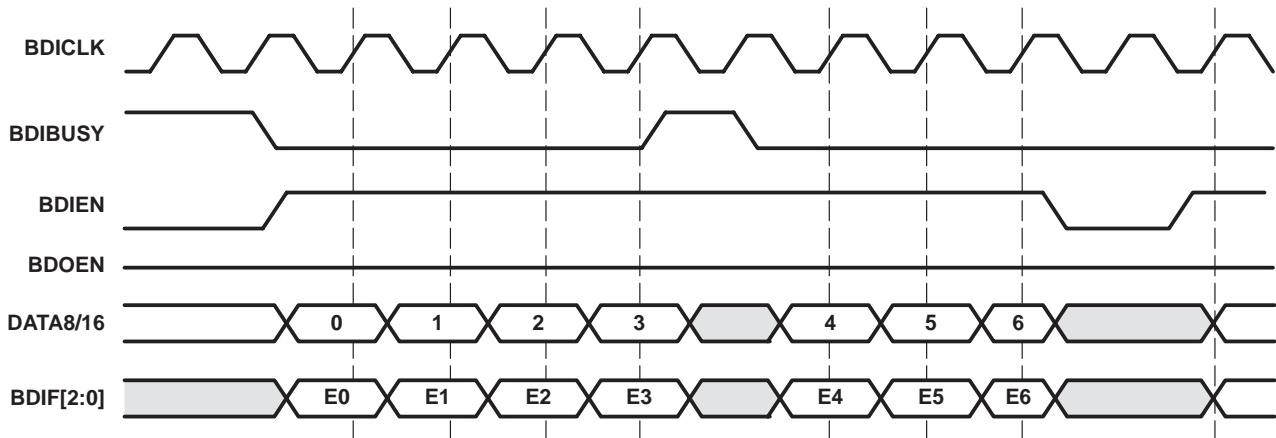 BDICLK
BDIBUSY
BDIEN
BDOEN
DATA8/16 0 1 2 3 4 5 6
BDIF[2:0] E0 E1 E2 E3 E4 E5 E6